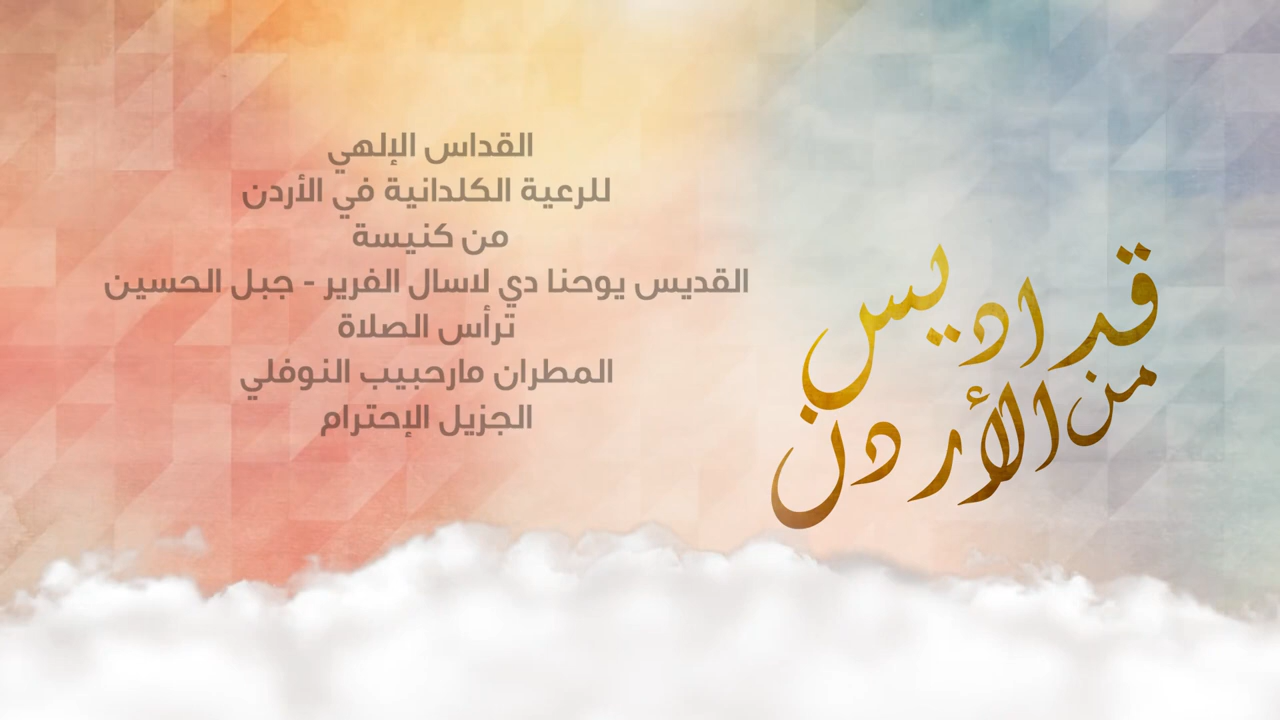 القداس الإلهي
للرعية الكلدانية في الأردن
من كنيسة
القديس يوحنا دي لاسال الفرير - جبل الحسين
ترأس الصلاة
المطران مارحبيب النوفلي
الجزيل الإحترام
قداديس
من الأردن